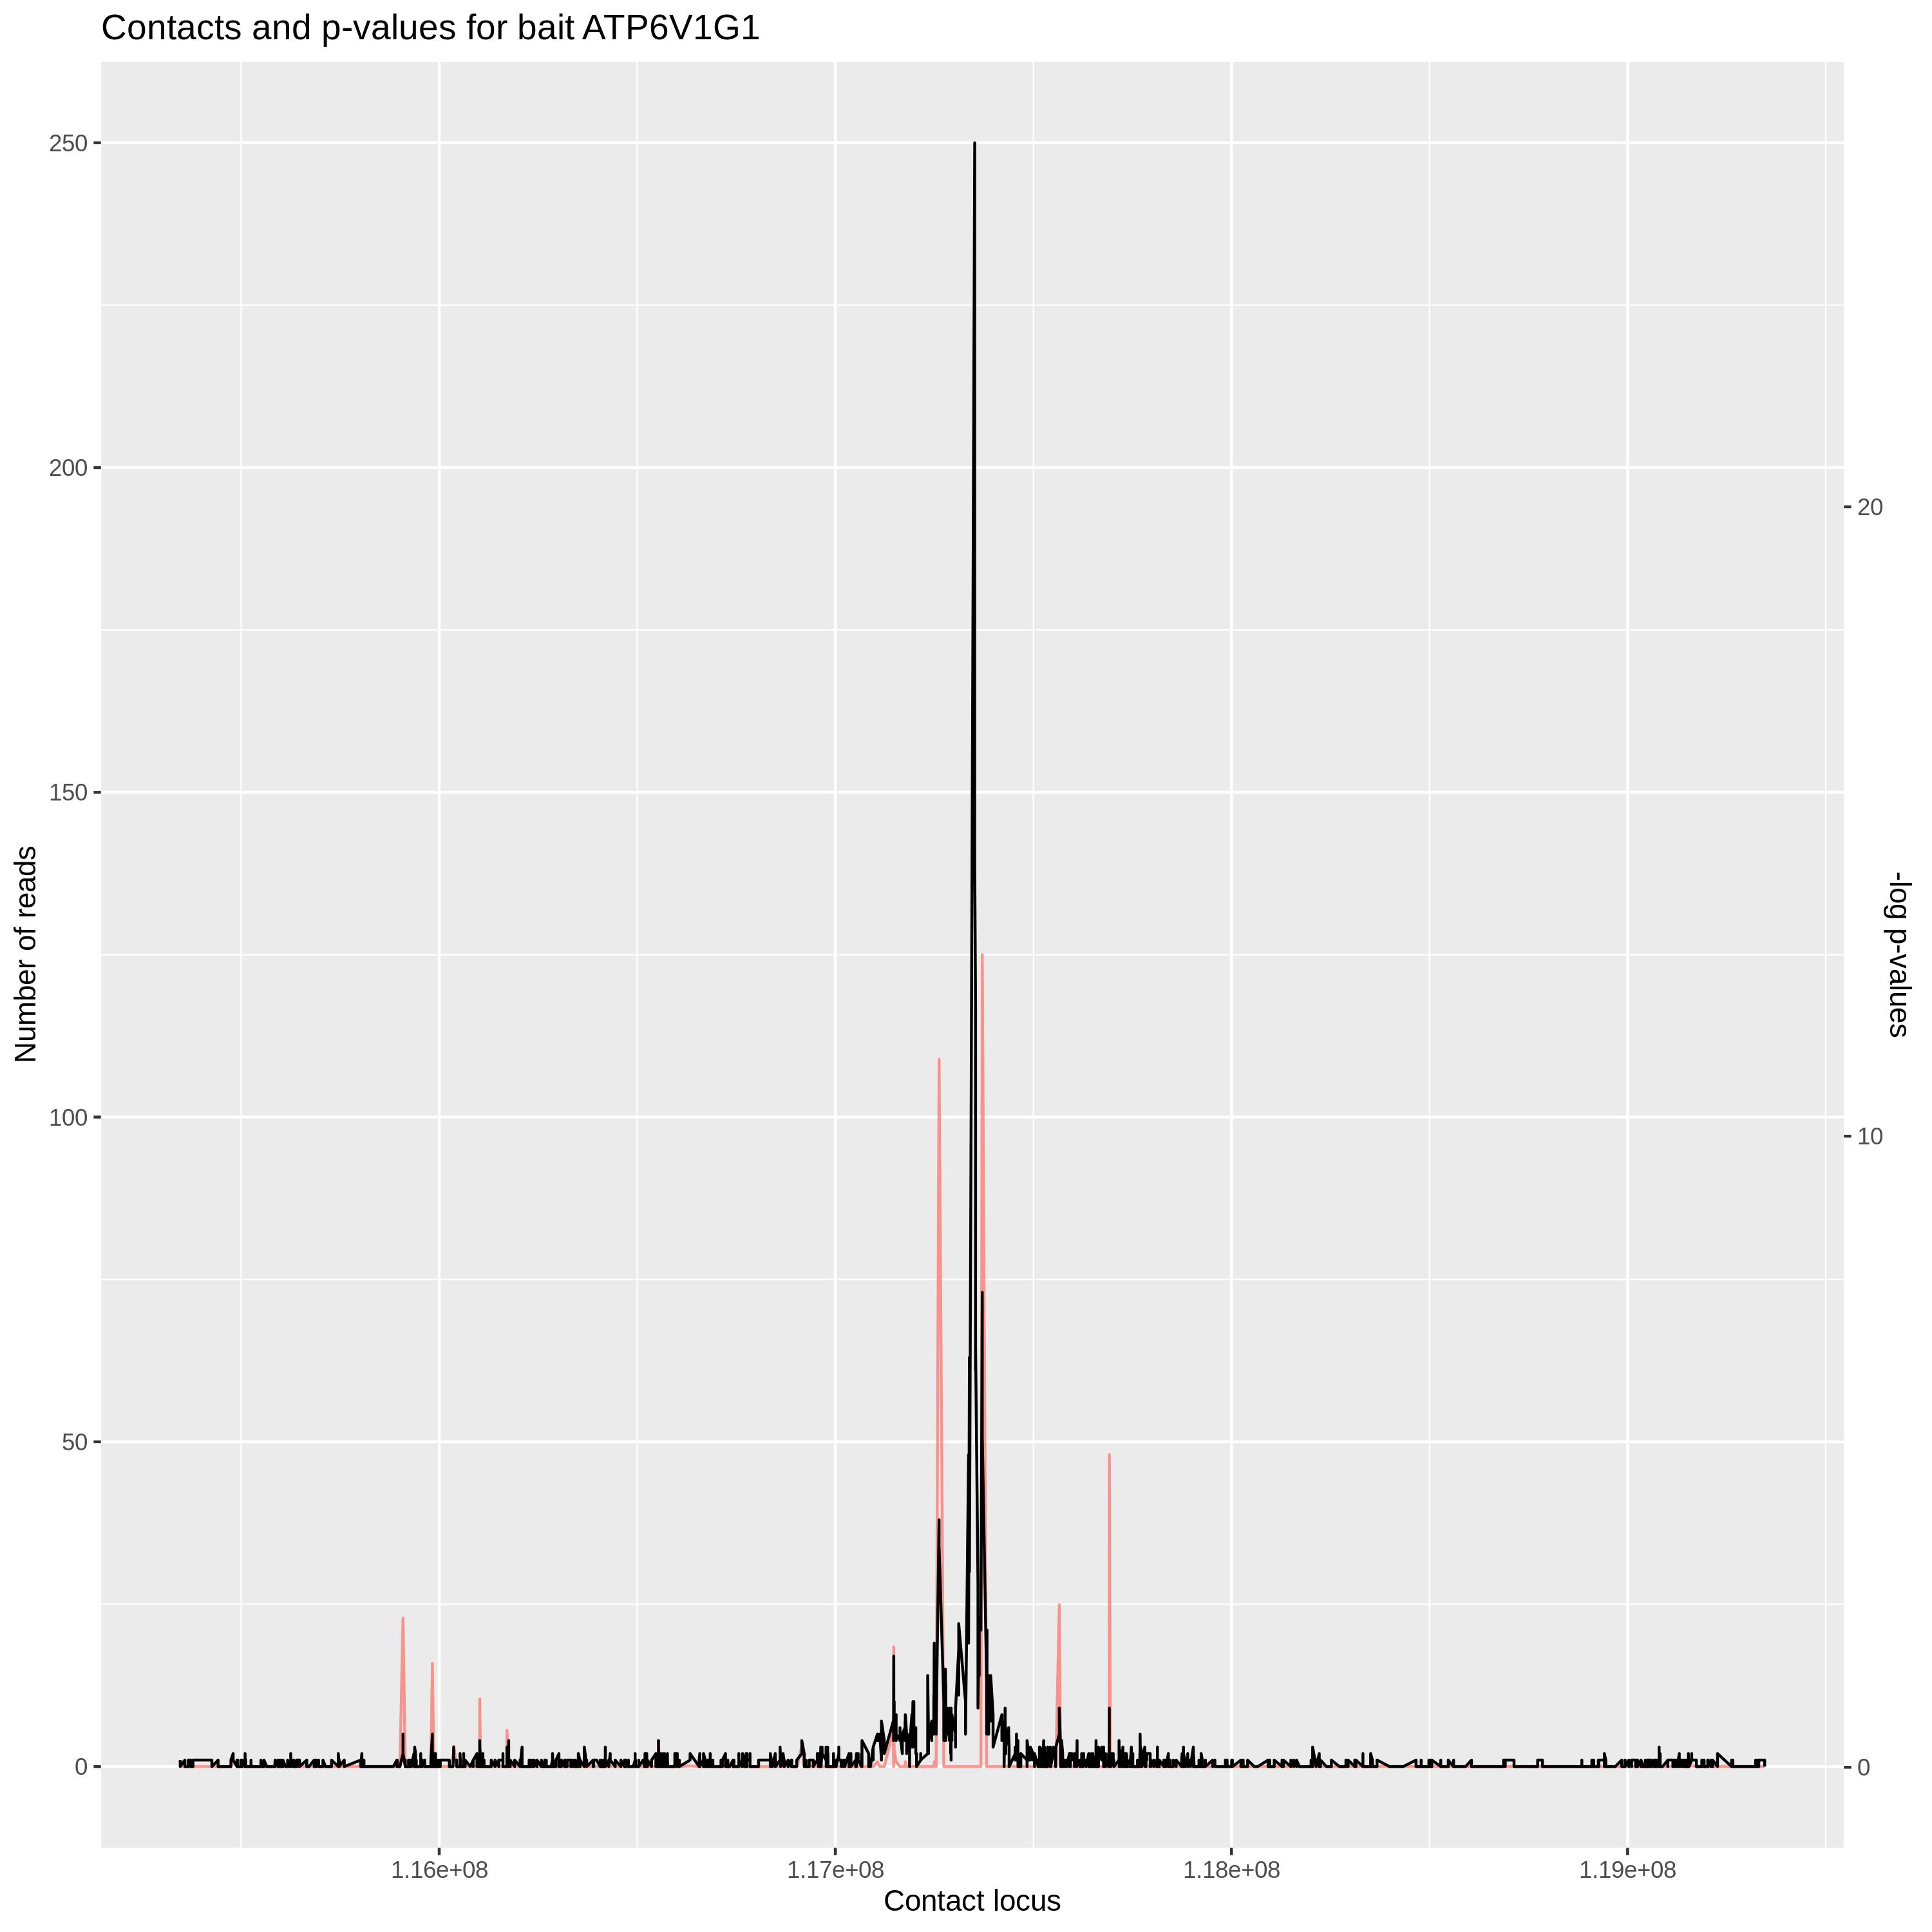 Contacts and p-values for bait ATP6V1G1
250
200
150
100
50
0
Number of reads
20
10
0
-log p-values
1.16e+08
1.17e+08
1.18e+08
1.19e+08
Contact locus